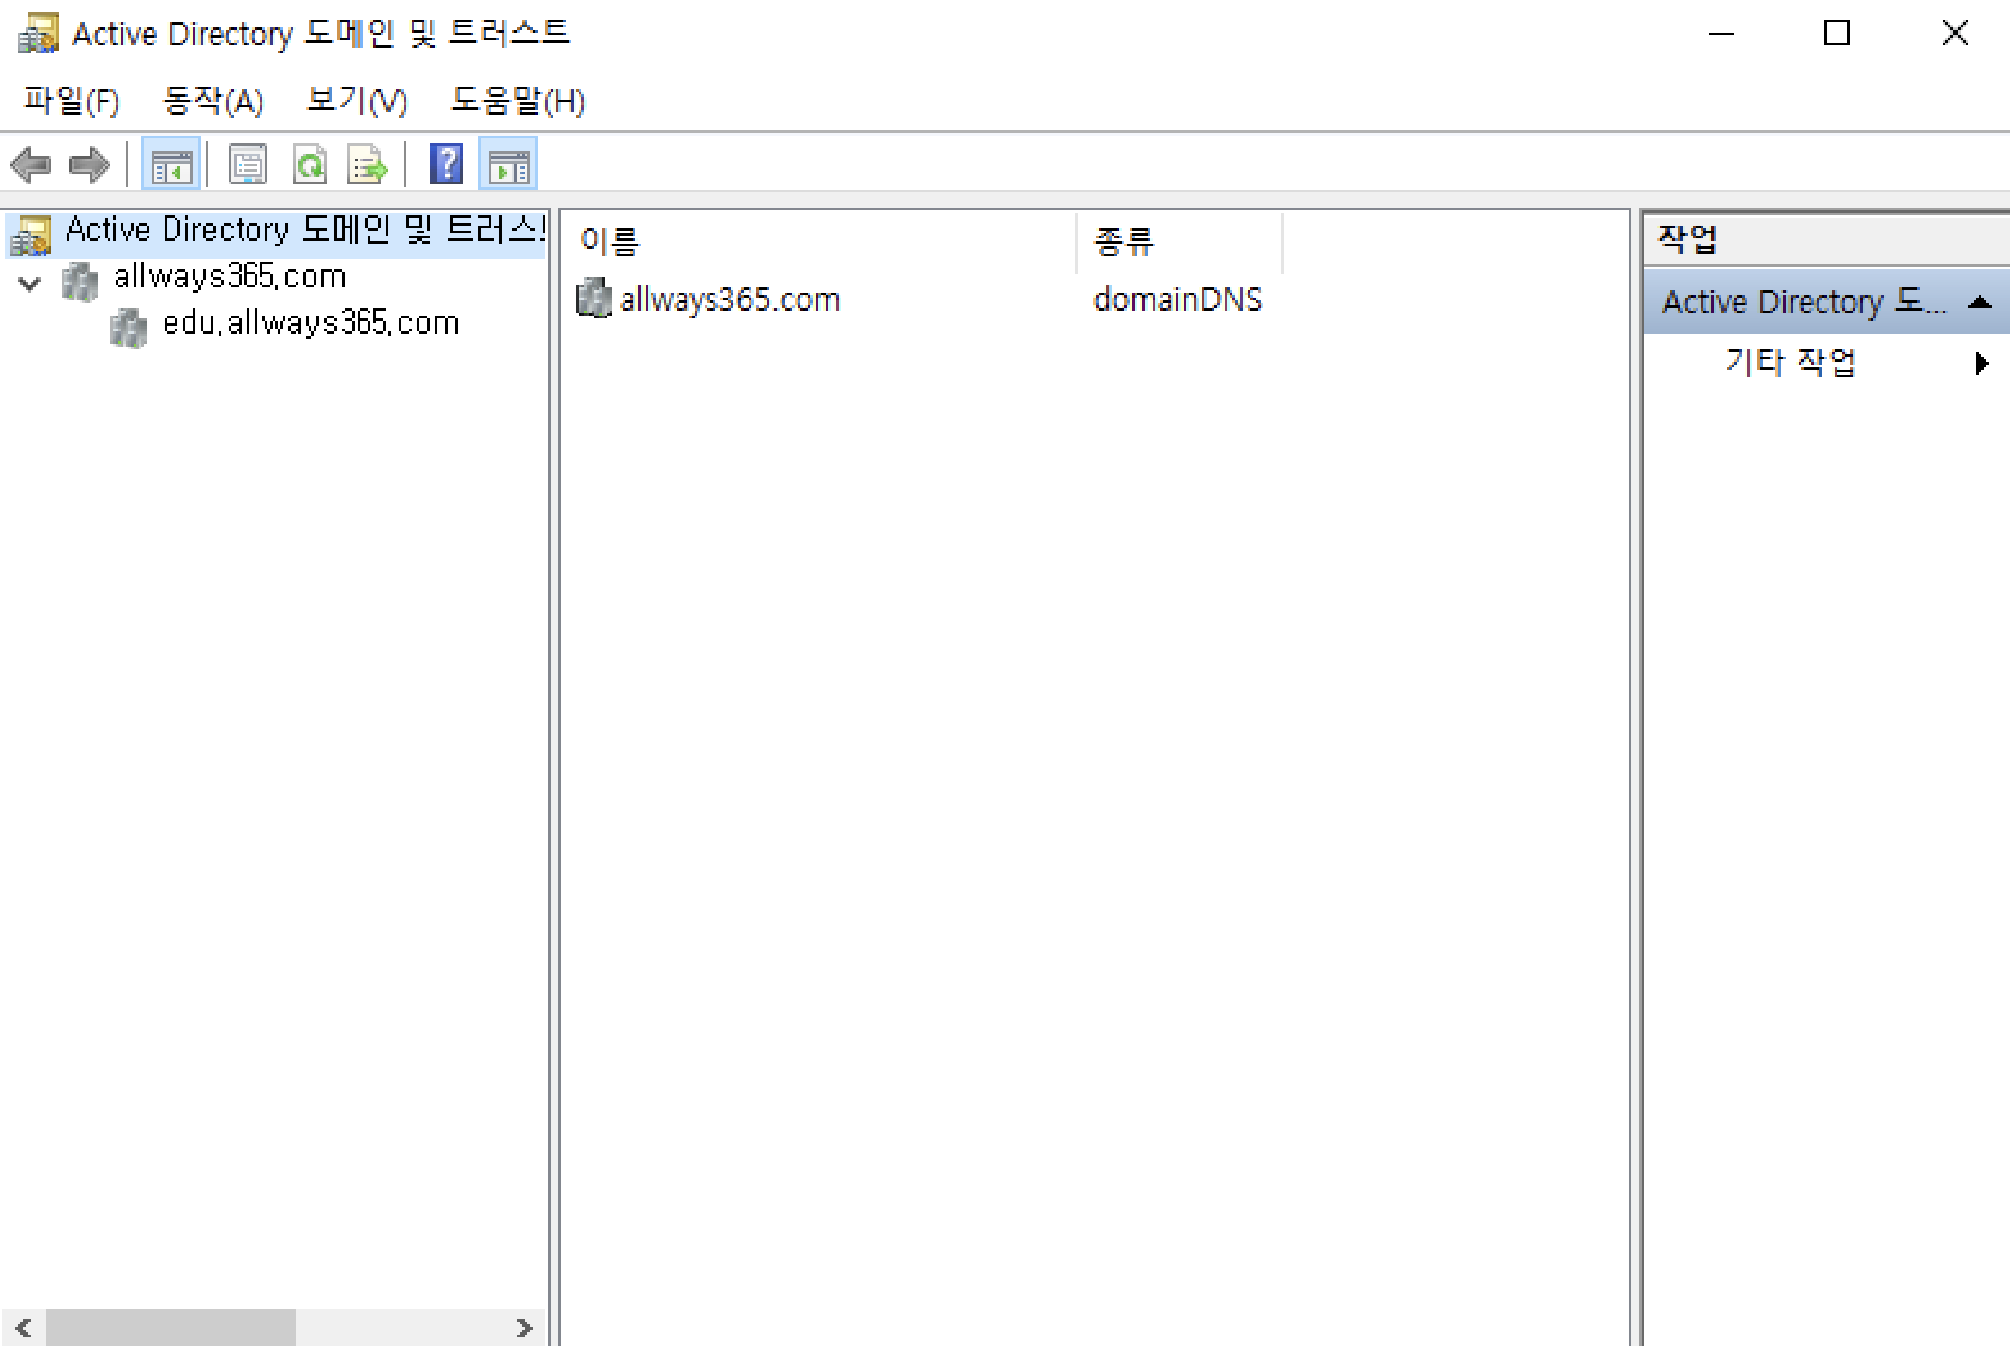 Active Directory 도메인 및 트러스트
파일(F) 동작(A) 보기(V) 도움말(H)
Active Directory 도메인 및 트러스트
allways365.com
edu.allways365.com
이름 종류
allways365.com domainDNS
작업
Active Directory 도...
기타 작업